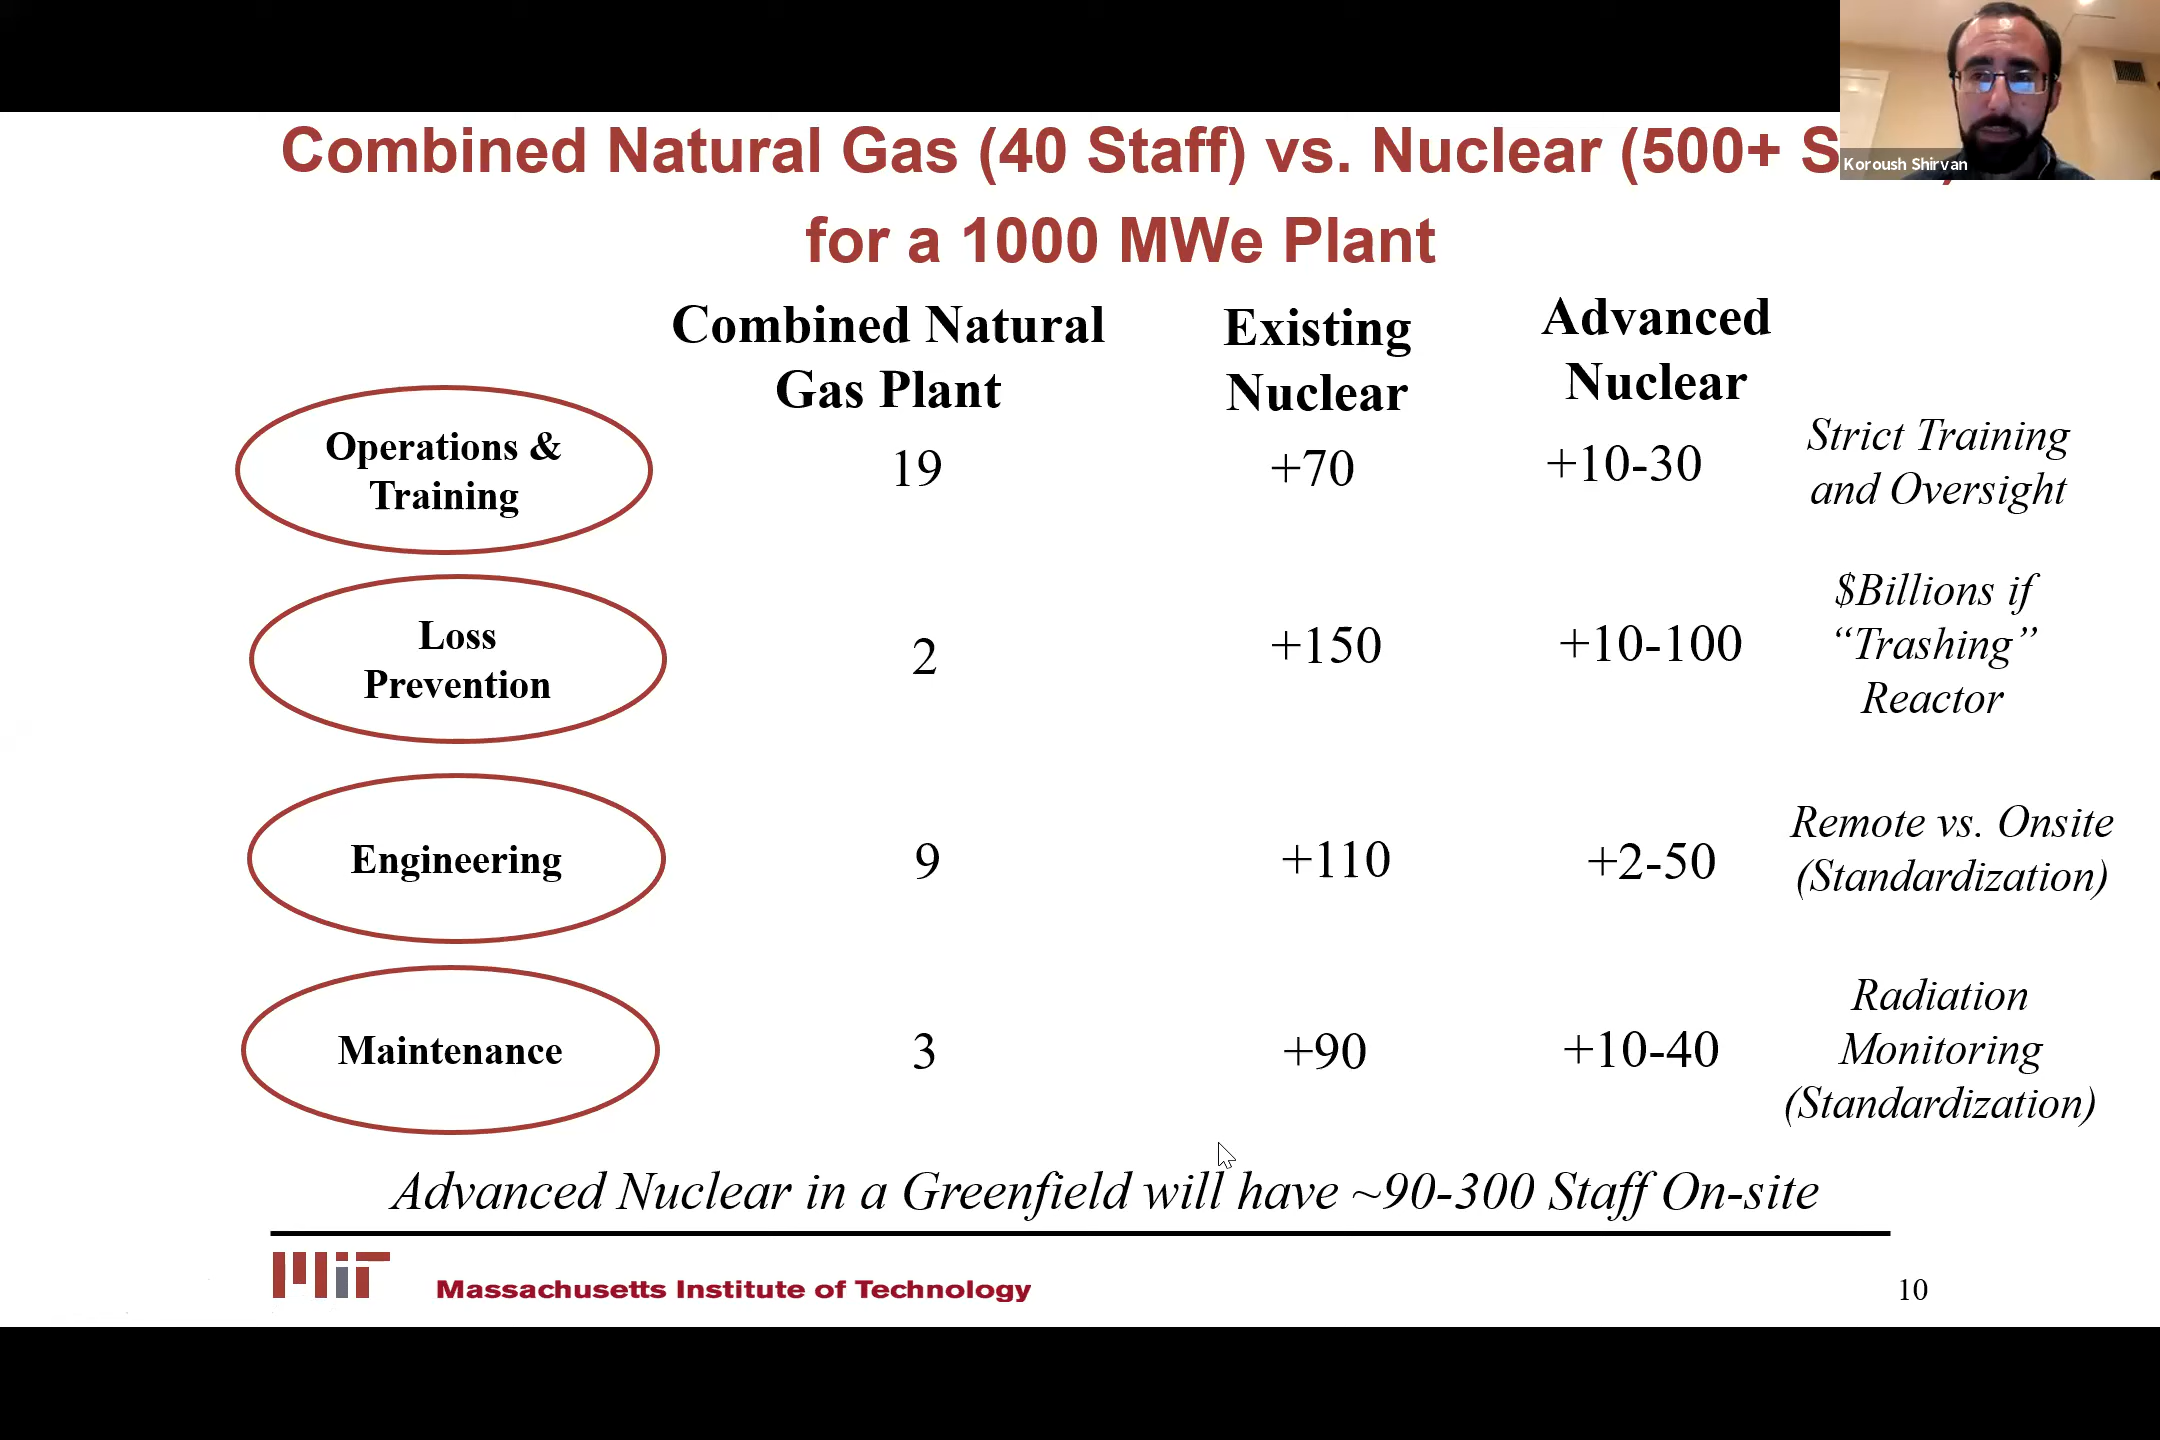 Combined Natural Gas (40 Staff) vs. Nuclear (500+ S
for a 1000 MWe Plant
Koroush Shirvan
Combined Natural
Gas Plant
Existing
Nuclear
Advanced
Nuclear
Operations &
Training
19
+70
+10-30
Strict Training
and Oversight
Loss
Prevention
2
+150
+10-100
$Billions if
“Trashing”
Reactor
Engineering
9
+110
+2-50
Remote vs. Onsite
(Standardization)
Maintenance
3
+90
+10-40
Radiation
Monitoring
(Standardization)
Advanced Nuclear in a Greenfield will have ~90-300 Staff On-site
MIT
Massachusetts Institute of Technology
10